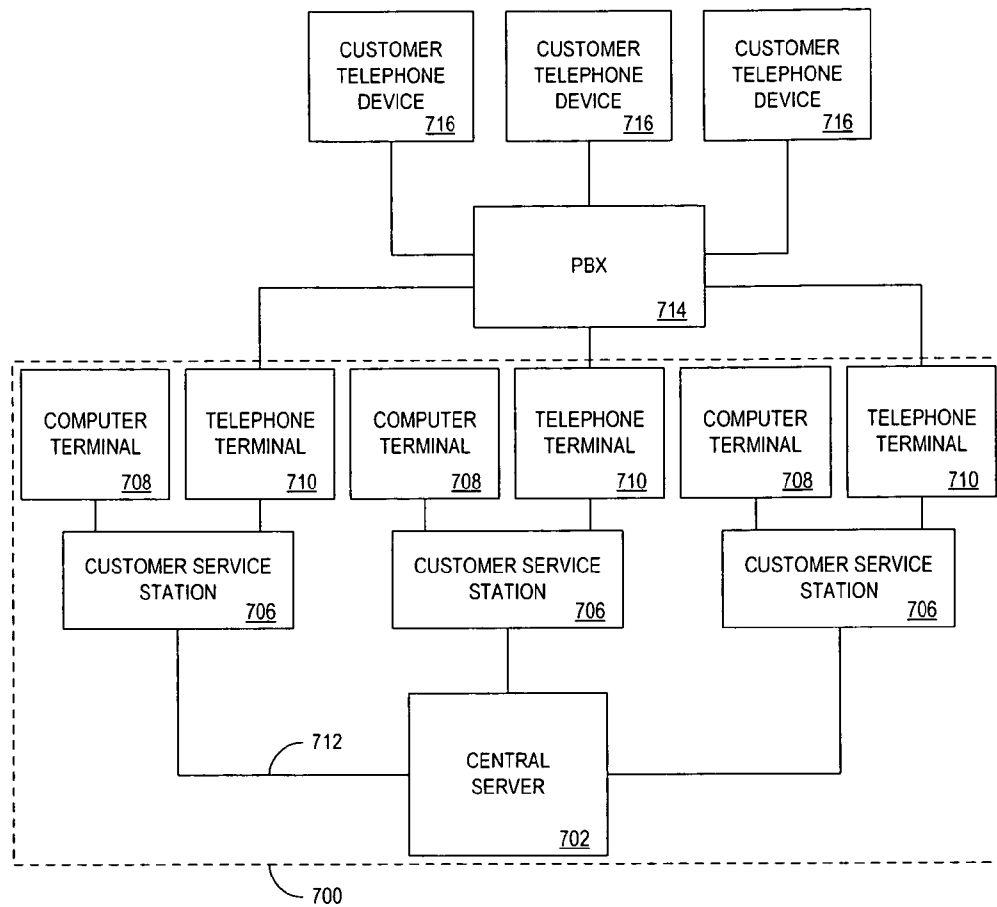 CUSTOMER
TELEPHONE
DEVICE
716
CUSTOMER
TELEPHONE
DEVICE
716
CUSTOMER
TELEPHONE
DEVICE
716
PBX
714
COMPUTER
TERMINAL
708
TELEPHONE
TERMINAL
710
COMPUTER
TERMINAL
708
TELEPHONE
TERMINAL
710
COMPUTER
TERMINAL
708
TELEPHONE
TERMINAL
710
CUSTOMER SERVICE
STATION
706
CUSTOMER SERVICE
STATION
706
CUSTOMER SERVICE
STATION
706
712
CENTRAL
SERVER
702
700